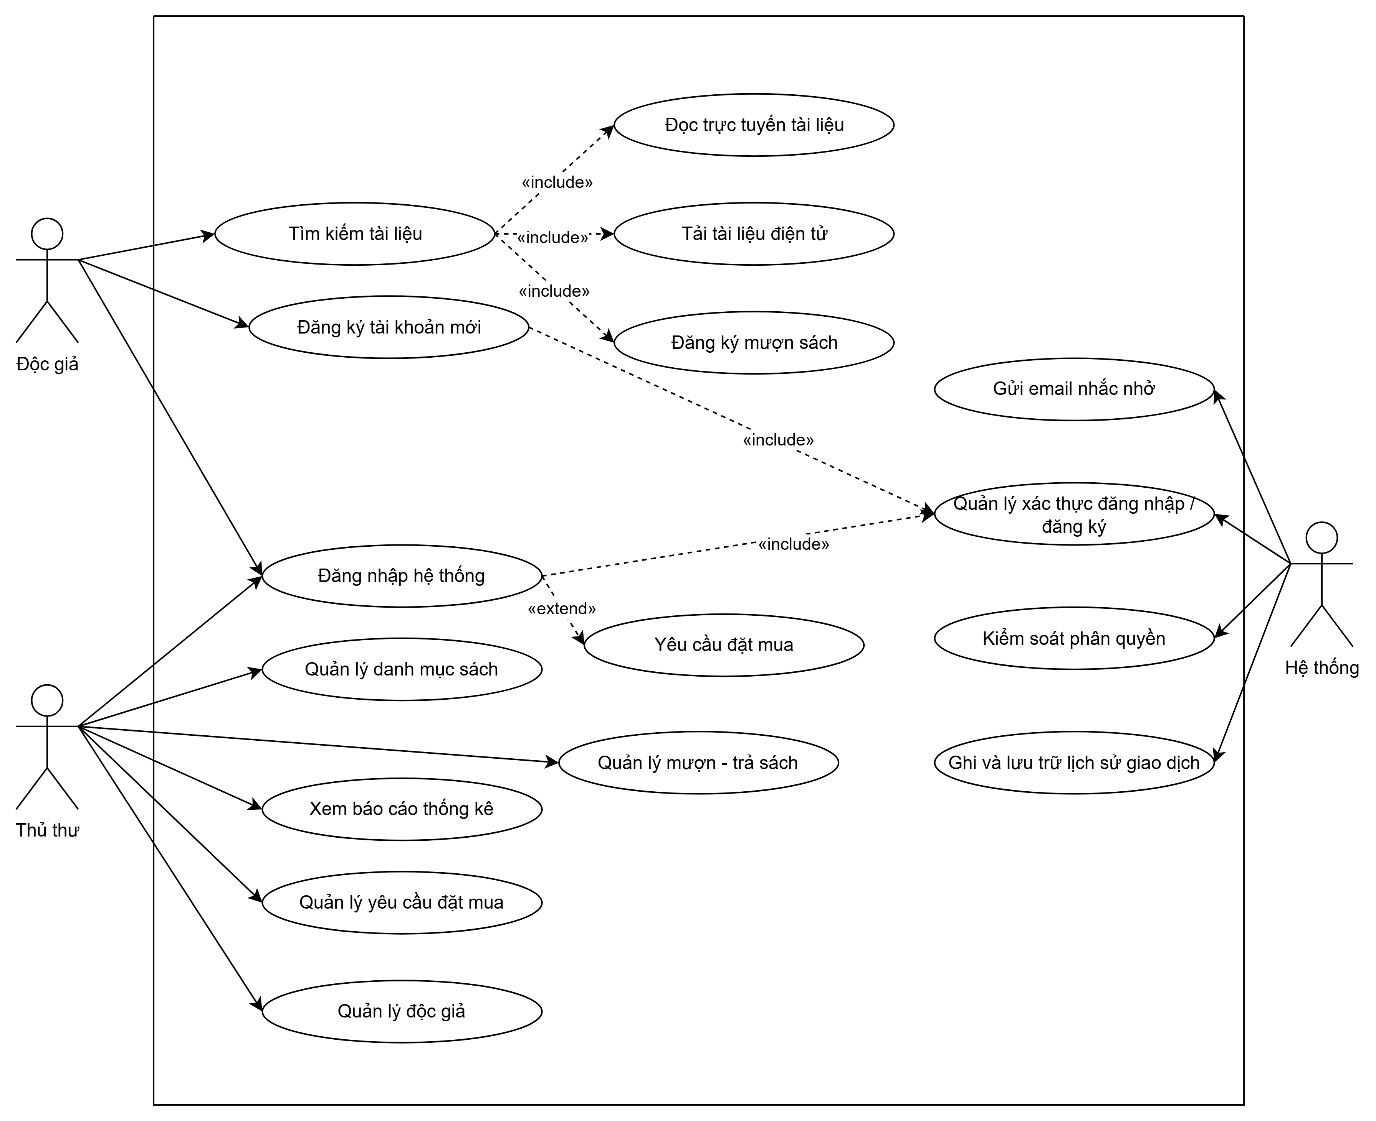 Đọc trực tuyến tài liệu
«include»
Tìm kiếm tài liệu
«include»
Tải tài liệu điện tử
«include»
Đăng ký tài khoản mới
Đăng ký mượn sách
Độc giả
Gửi email nhắc nhở
«include»
Quản lý xác thực đăng nhập /
đăng ký
«include»
Đăng nhập hệ thống
«extend»
Yêu cầu đặt mua
Kiểm soát phân quyền
Hệ thống
Quản lý danh mục sách
Quản lý mượn - trả sách
Ghi và lưu trữ lịch sử giao dịch
Xem báo cáo thống kê
Thủ thư
Quản lý yêu cầu đặt mua
Quản lý độc giả